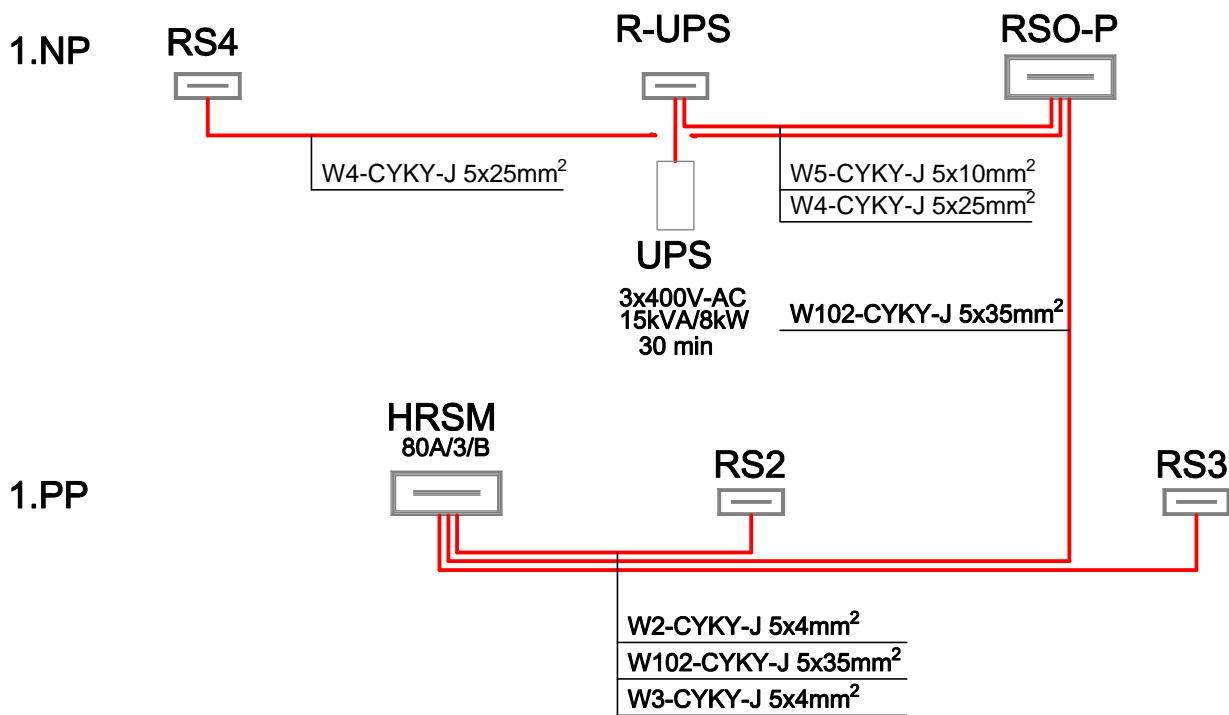 1.NP
RS4
R-UPS
RSO-P
W4-CYKY-J 5x25mm²
W5-CYKY-J 5x10mm²
W4-CYKY-J 5x25mm²
UPS
3x400V-AC
15kVA/8kW
30 min
W102-CYKY-J 5x35mm²
1.PP
HRSM
80A/3/B
RS2
RS3
W2-CYKY-J 5x4mm²
W102-CYKY-J 5x35mm²
W3-CYKY-J 5x4mm²